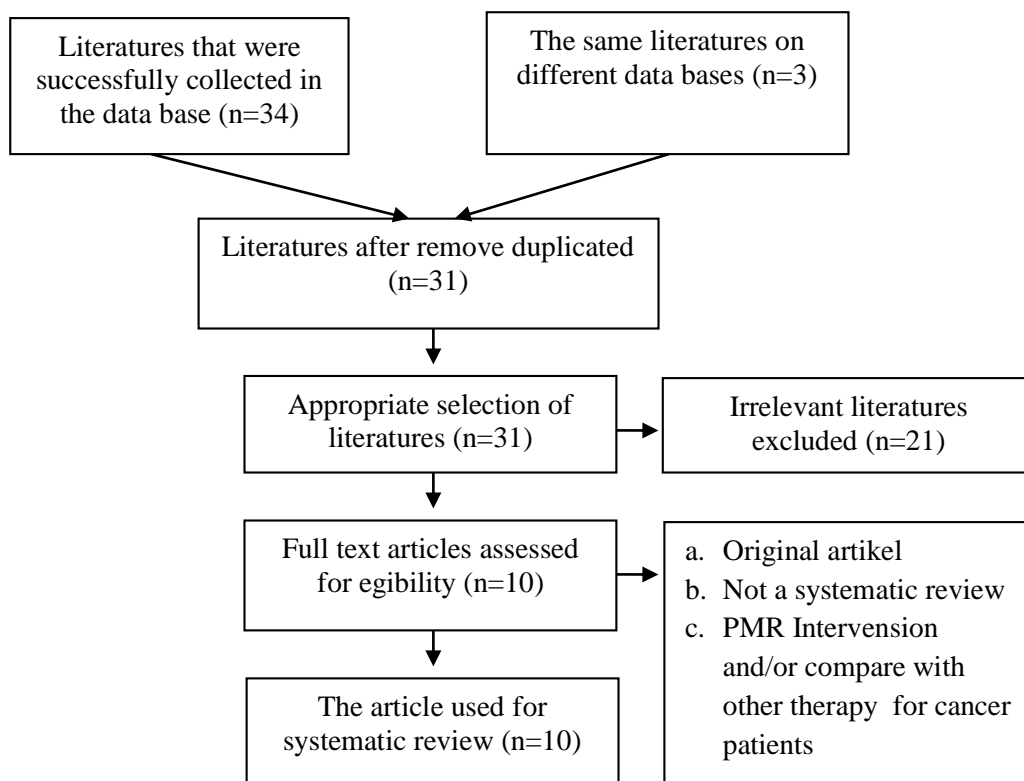 Literatures that were
successfully collected in
the data base (n=34)
The same literatures on
different data bases (n=3)
Literatures after remove duplicated
(n=31)
Appropriate selection of
literatures (n=31)
Irrelevant literatures
excluded (n=21)
Full text articles assessed
for egibility (n=10)
a. Original artikel
b. Not a systematic review
c. PMR Intervension
and/or compare with
other therapy for cancer
patients
The article used for
systematic review (n=10)